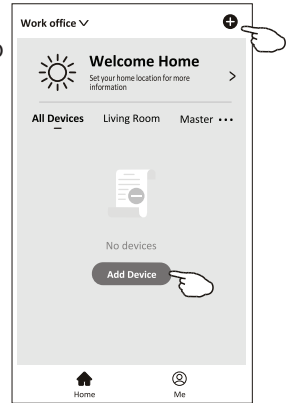 Work office
Welcome Home
Set your home location for more
information
All Devices Living Room Master
No devices
Add Device
Home Me